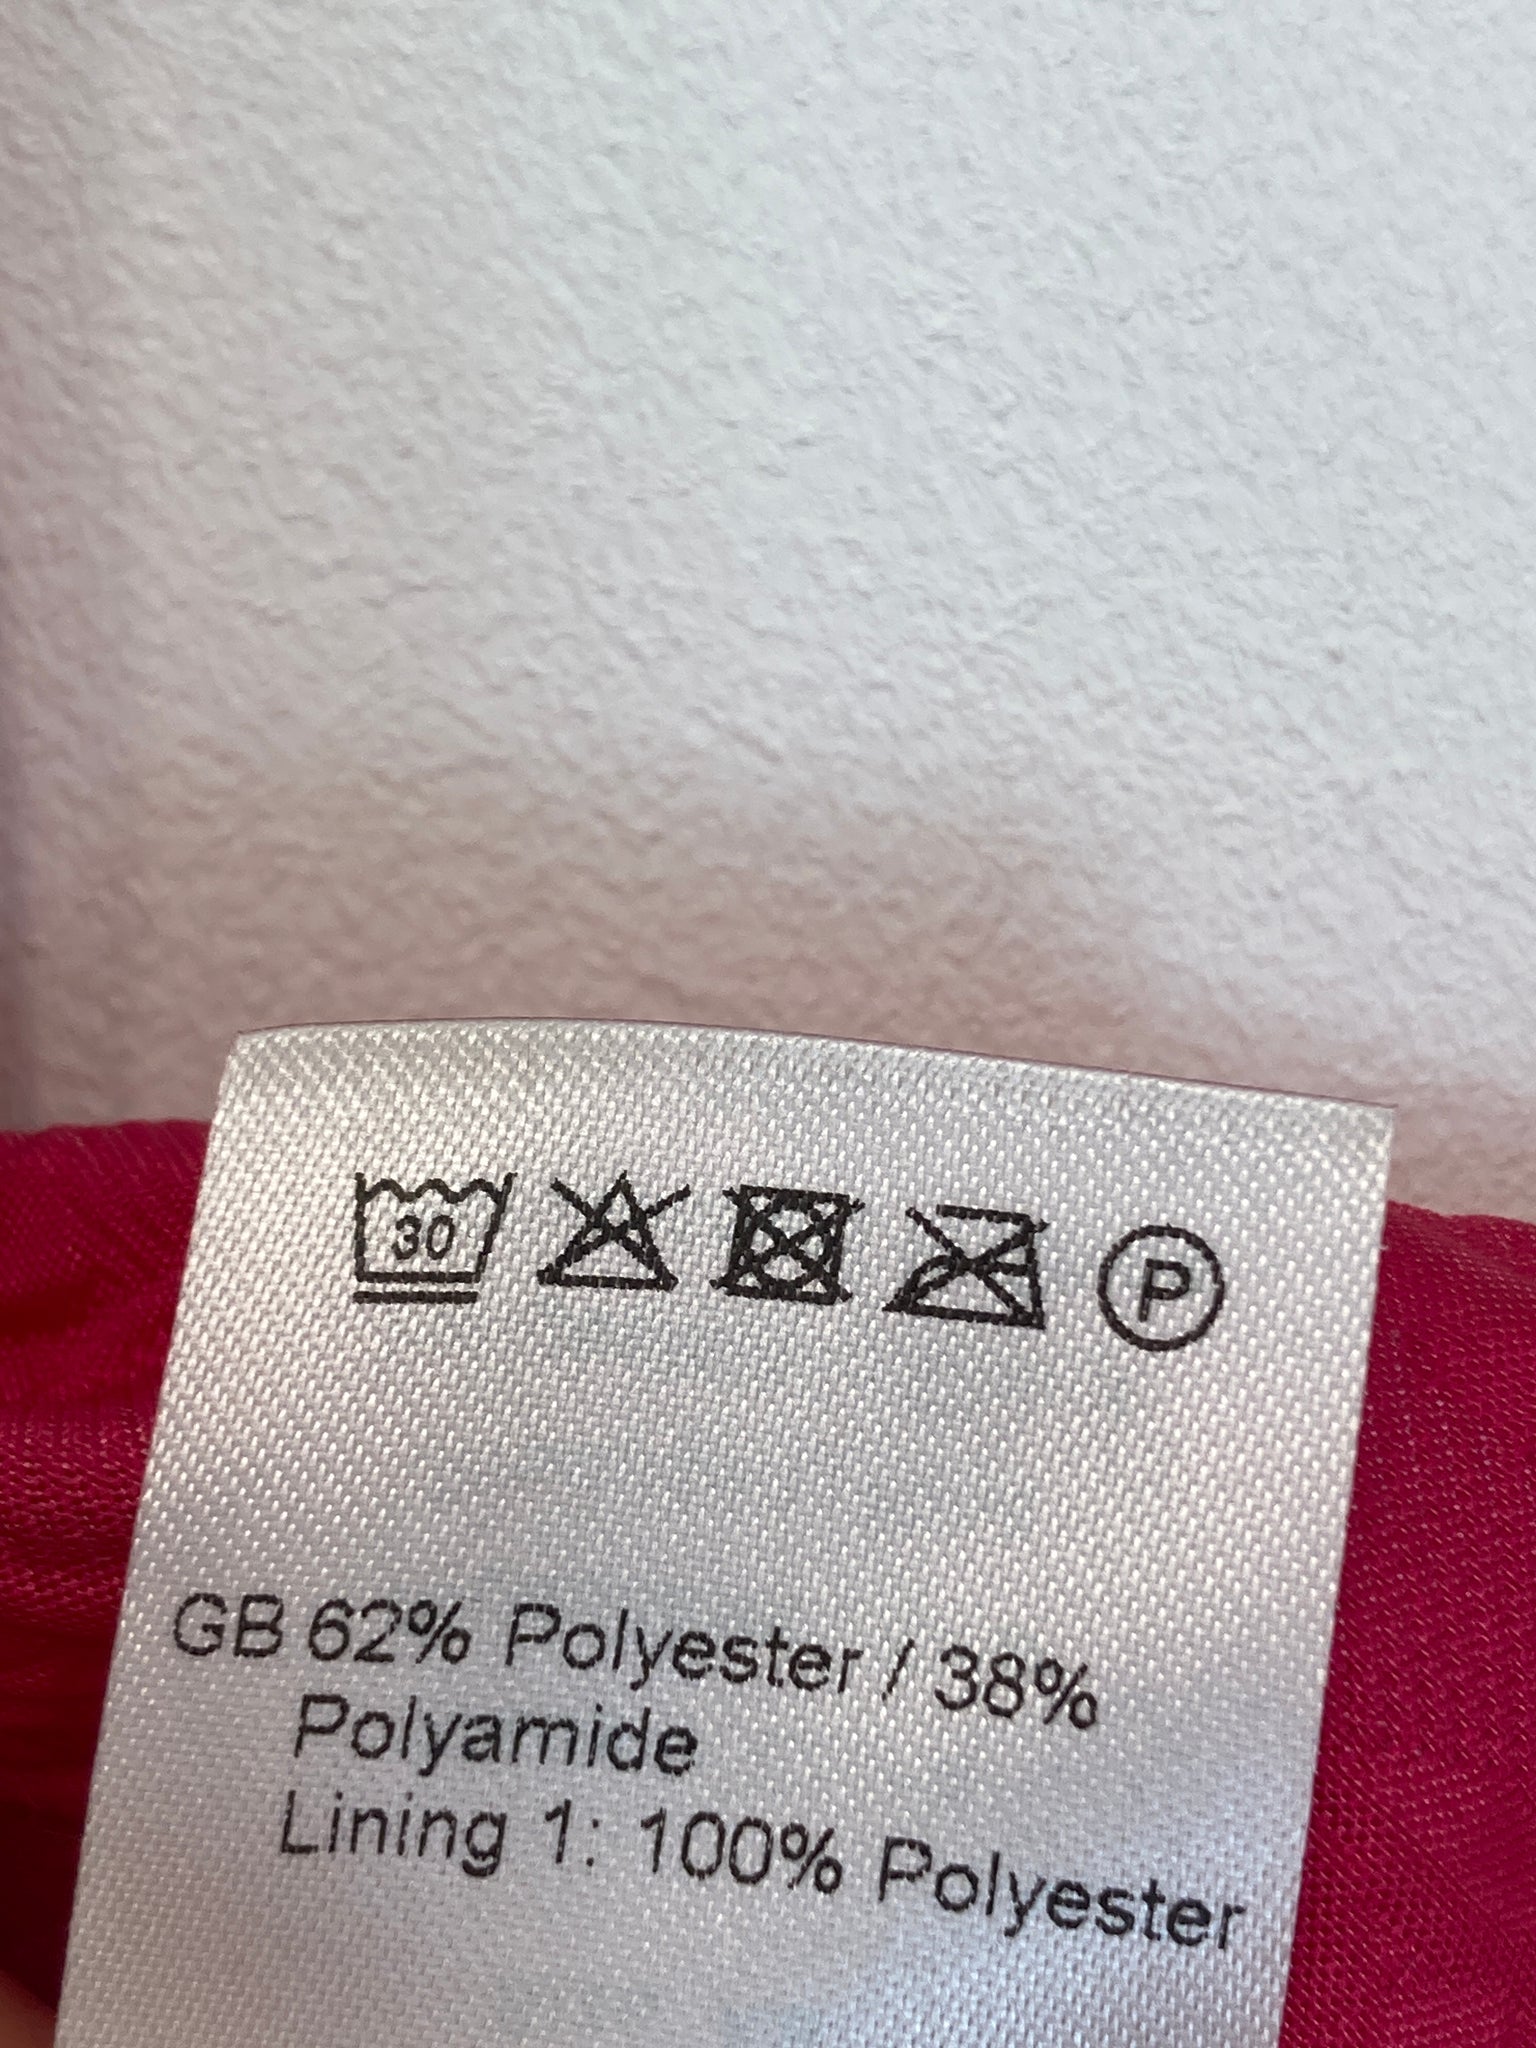 30 P
GB 62% Polyester / 38%
Polyamide
Lining 1: 100% Polyester